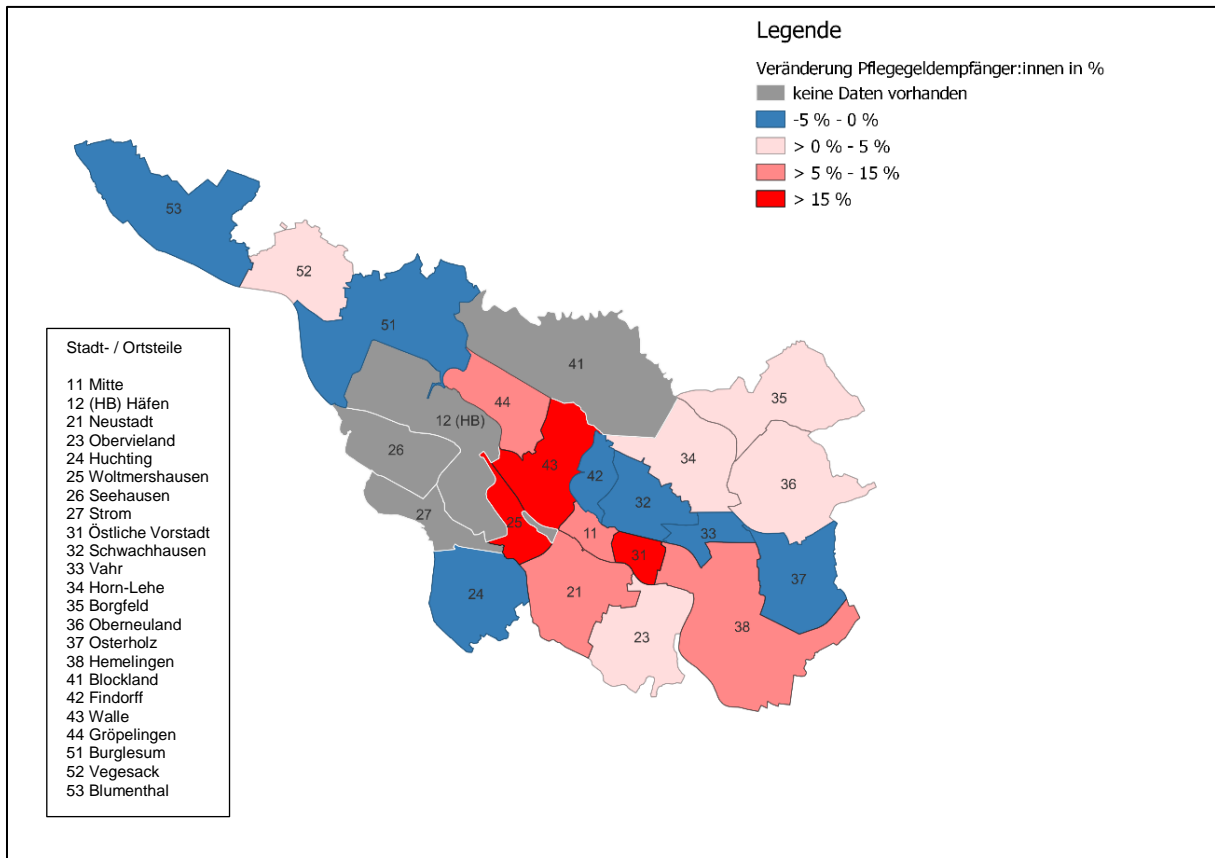 Legende
Veränderung Pflegegeldempfänger:innen in %
keine Daten vorhanden
-5 % - 0 %
> 0 % - 5 %
> 5 % - 15 %
> 15 %
53
52
51
41
35
44
12 (HB)
43
34
26
42
36
32
27
25
33
11
31
37
24
21
38
23
Stadt- / Ortsteile
11 Mitte
12 (HB) Häfen
21 Neustadt
23 Obervieland
24 Huchting
25 Woltmershausen
26 Seehausen
27 Strom
31 Östliche Vorstadt
32 Schwachhausen
33 Vahr
34 Horn-Lehe
35 Borgfeld
36 Oberneuland
37 Osterholz
38 Hemelingen
41 Blockland
42 Findorff
43 Walle
44 Gröpelingen
51 Burglesum
52 Vegesack
53 Blumenthal